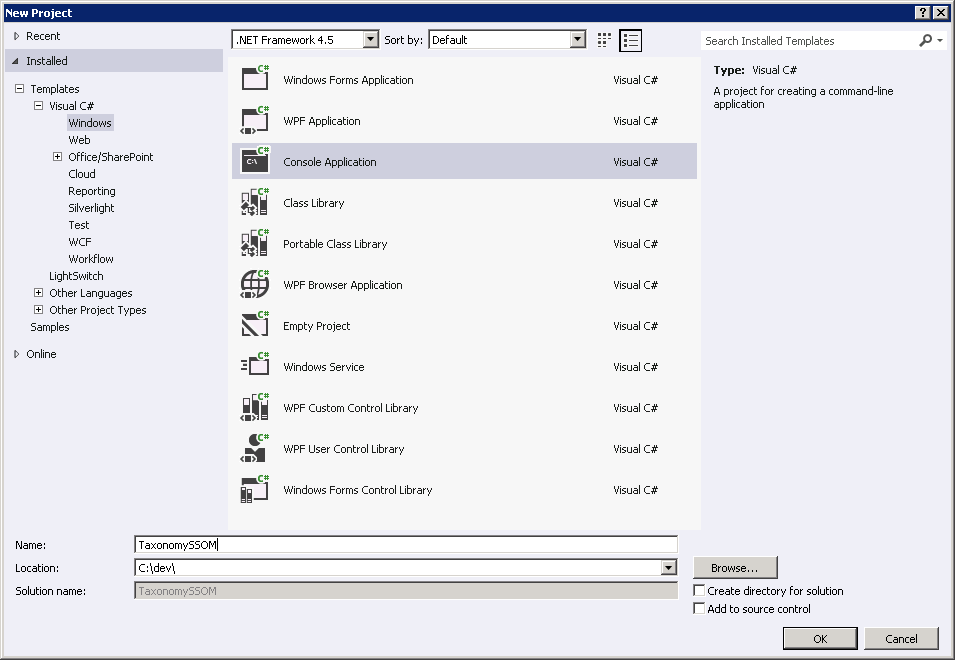 New Project
Recent
Installed
Templates
Visual C#
Windows
Web
Office/SharePoint
Cloud
Reporting
Silverlight
Test
WCF
Workflow
LightSwitch
Other Languages
Other Project Types
Samples
Online
.NET Framework 4.5 Sort by: Default
Windows Forms Application Visual C#
WPF Application Visual C#
Console Application Visual C#
Class Library Visual C#
Portable Class Library Visual C#
WPF Browser Application Visual C#
Empty Project Visual C#
Windows Service Visual C#
WPF Custom Control Library Visual C#
WPF User Control Library Visual C#
Windows Forms Control Library Visual C#
Search Installed Templates
Type: Visual C#
A project for creating a command-line
application
Name: TaxonomySSOM
Location: C:\dev\ Browse...
Solution name: TaxonomySSOM
Create directory for solution
Add to source control
OK Cancel